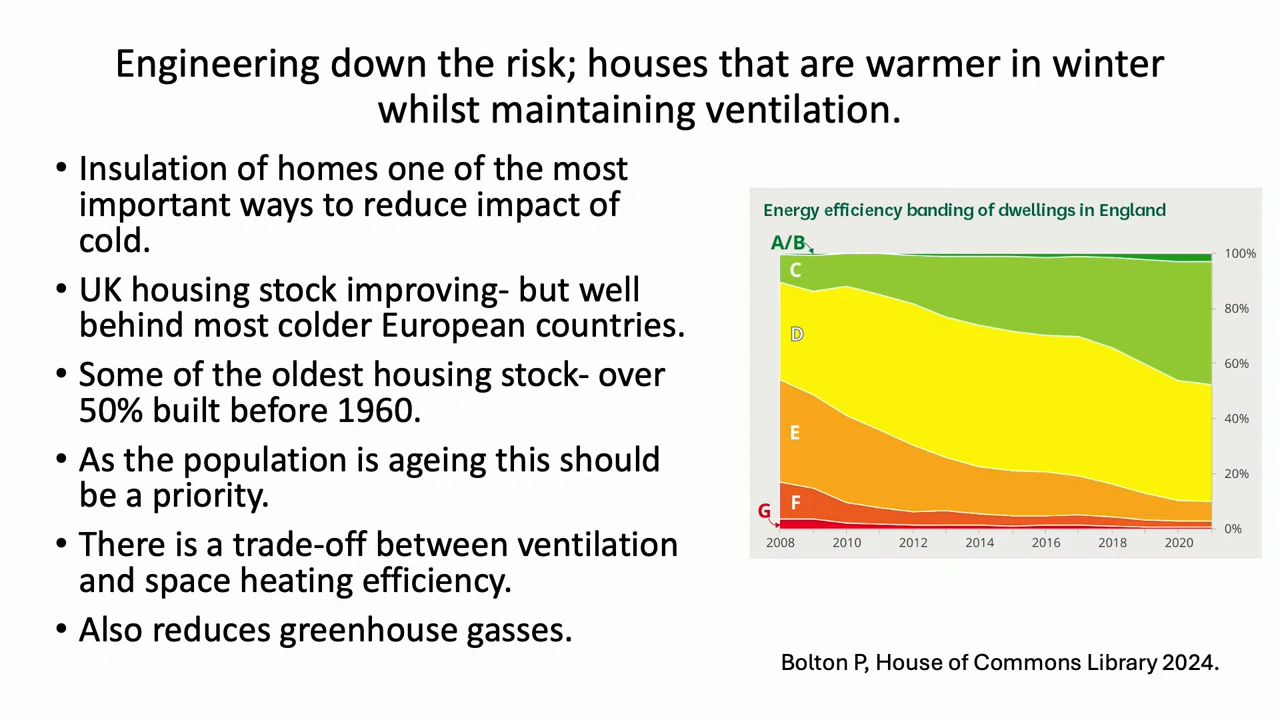 Engineering down the risk; houses that are warmer in winter
whilst maintaining ventilation.
• Insulation of homes one of the most
important ways to reduce impact of
cold.
• UK housing stock improving- but well
behind most colder European countries.
• Some of the oldest housing stock- over
50% built before 1960.
• As the population is ageing this should
be a priority.
• There is a trade-off between ventilation
and space heating efficiency.
• Also reduces greenhouse gasses.
Energy efficiency banding of dwellings in England
A/B
C
D
E
F
G
100%
80%
60%
40%
20%
0%
2008 2010 2012 2014 2016 2018 2020
Bolton P, House of Commons Library 2024.